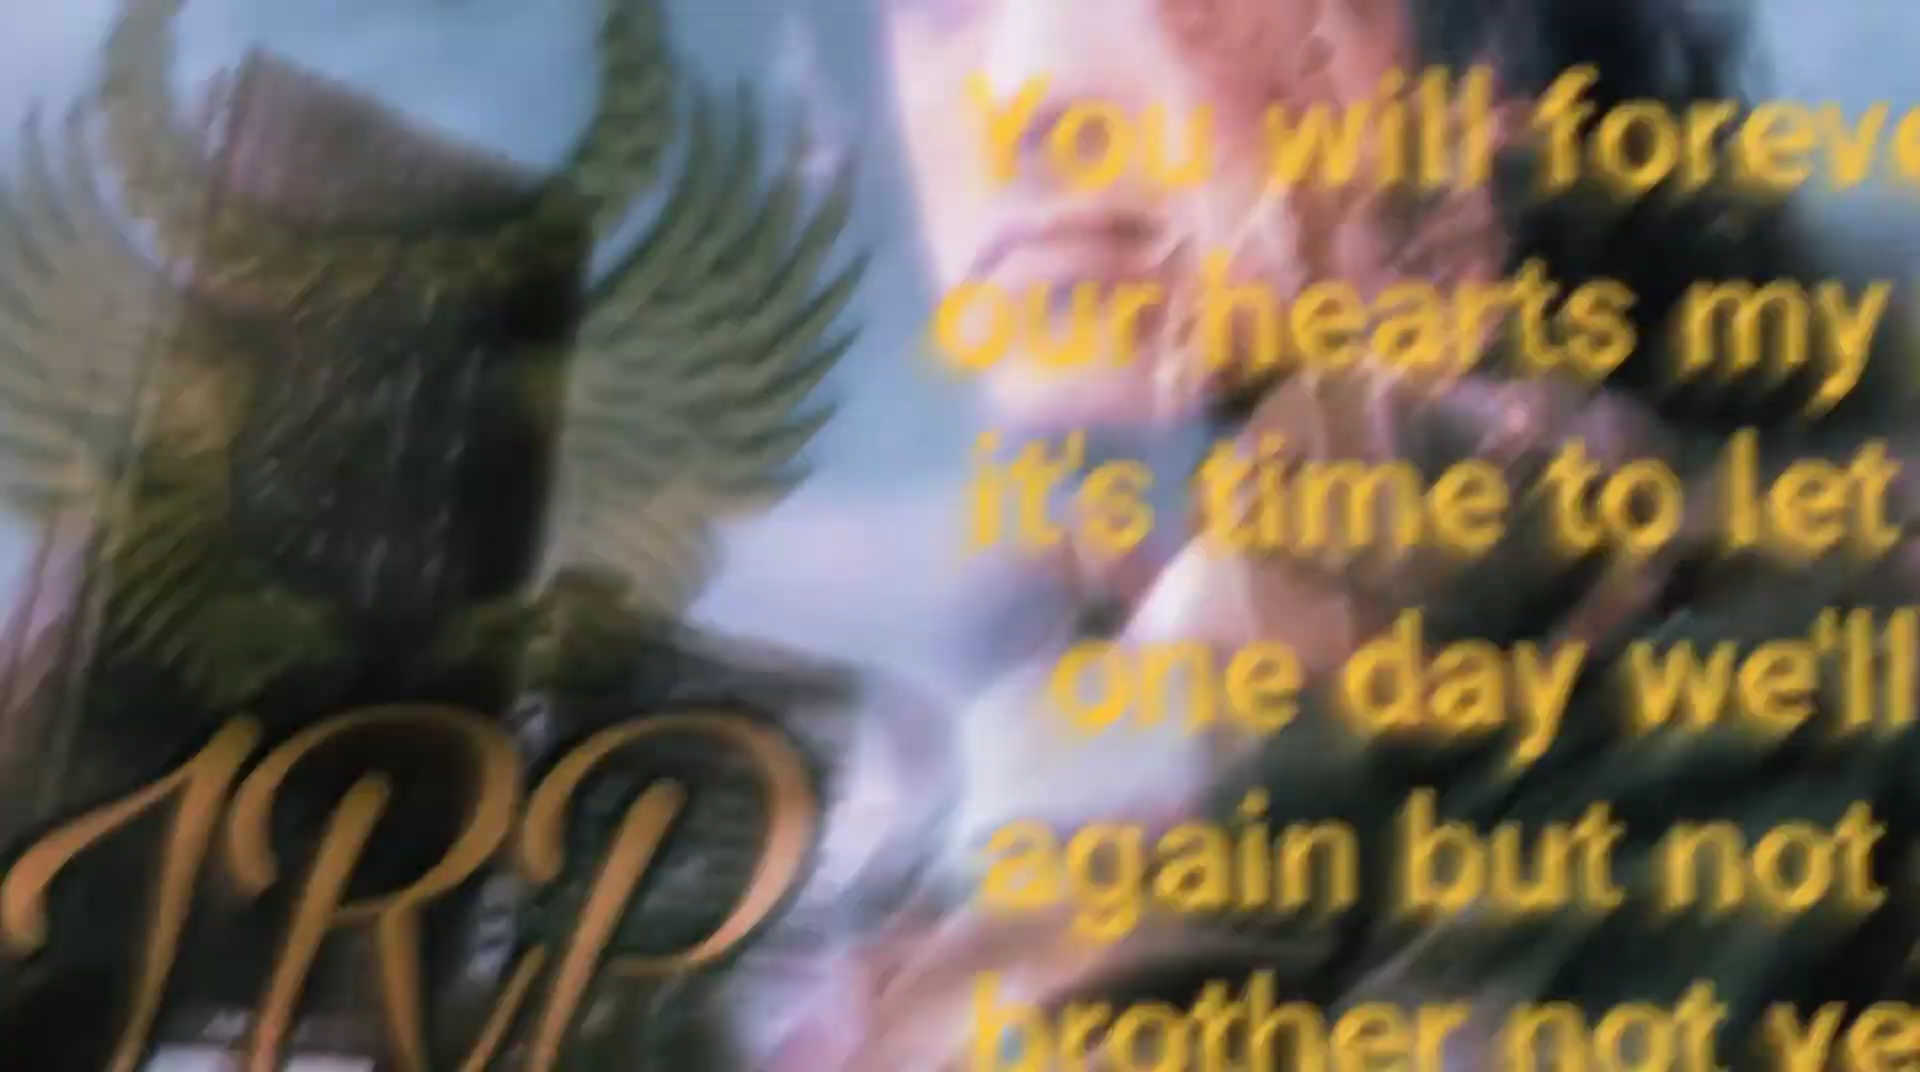 You will foreve
our hearts my
it's time to let
one day we'll
again but not
brother not ye
JRP